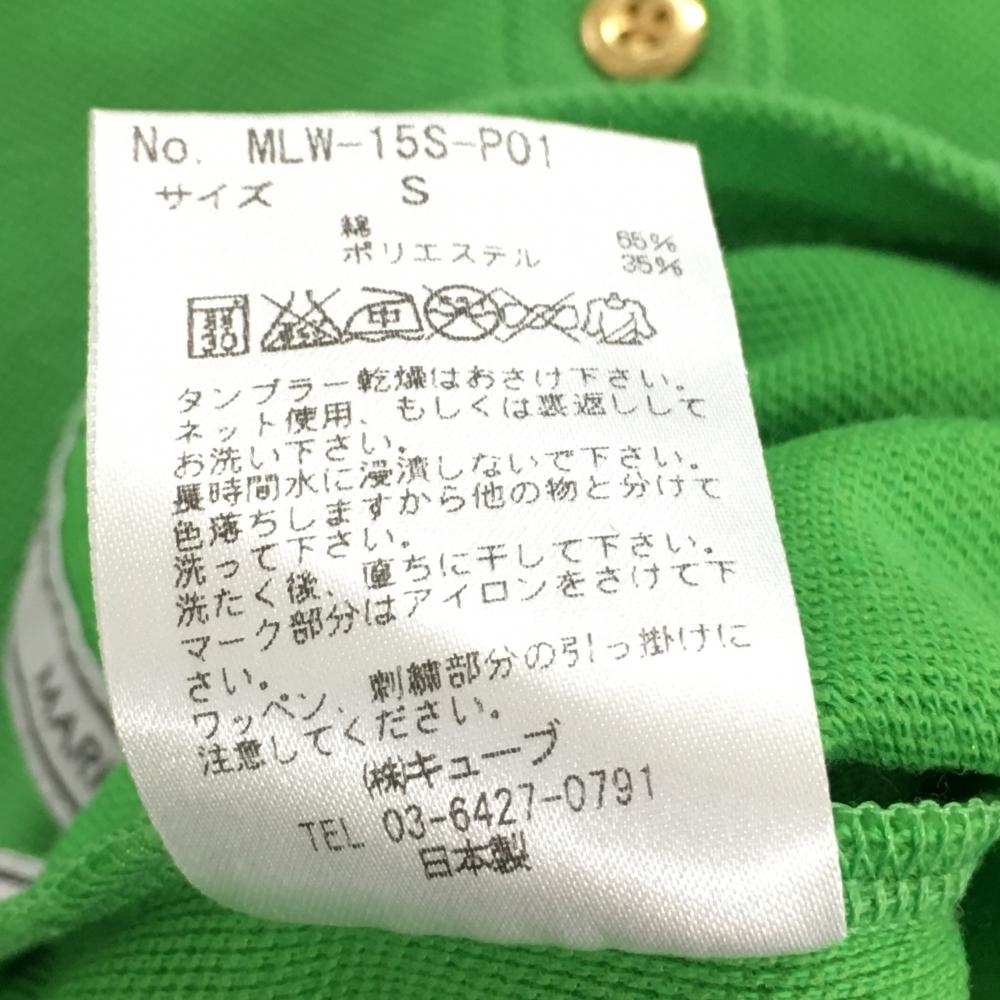 No. MLW-15S-P01
サイズ S
綿 65%
ポリエステル 35%
中
タンブラー乾燥はおさけ下さい。
ネット使用、もしくは裏返しして
お洗い下さい。
長時間水に浸漬しないで下さい。
色落ちしますから他の物と分けて
洗って下さい。
洗たく後、直ちに干して下さい。
マーク部分はアイロンをさけて下
さい。
ワッペン、刺繍部分の引っ掛けに
注意してください。
(株)キューブ
TEL 03-6427-0791
日本製
MAR